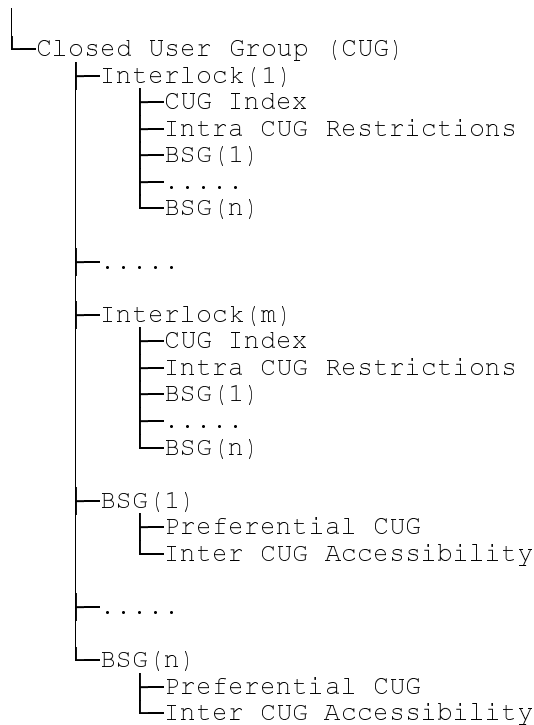 Closed User Group (CUG)
Interlock(1)
CUG Index
Intra CUG Restrictions
BSG(1)
.....
BSG(n)
.....
Interlock(m)
CUG Index
Intra CUG Restrictions
BSG(1)
.....
BSG(n)
BSG(1)
Preferential CUG
Inter CUG Accessibility
.....
BSG(n)
Preferential CUG
Inter CUG Accessibility